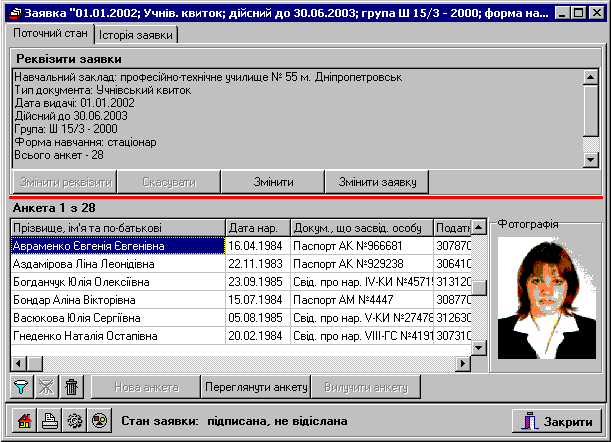 Заявка "01.01.2002; Учнів. квиток; дійсний до 30.06.2003; група Ш 15/3 - 2000; форма на...
Поточний стан Історія заявки
Реквізити заявки
Навчальний заклад: професійно-технічне училище № 55 м. Дніпропетровськ
Тип документа: Учнівський квиток
Дата видачі: 01.01.2002
Дійсний до 30.06.2003
Група: Ш 15/3 - 2000
Форма навчання: стаціонар
Всього анкет - 28
Змінити реквізити Скасувати Змінити Змінити заявку
Анкета 1 з 28
Прізвище, ім'я та по-батькові Дата нар. Докум., що засвід. особу Податк
Авраменко Євгенія Євгенівна 16.04.1984 Паспорт АК №966681 307870
Аздамірова Ліна Леонідівна 22.11.1983 Паспорт АК №929238 306410
Богданчук Юлія Олексіївна 23.09.1985 Свід. про нар. IV-КИ №45715 313120
Бондар Аліна Вікторівна 15.07.1984 Паспорт АМ №4447 308770
Васюкова Юлія Сергіївна 05.08.1985 Свід. про нар. V-КИ №27478 312630
Гнеденко Наталія Остапівна 20.02.1984 Свід. про нар. VIII-ГС №4191 307310
Фотографія
Нова анкета Переглянути анкету Вилучити анкету
Стан заявки: підписана, не відіслана Закрити